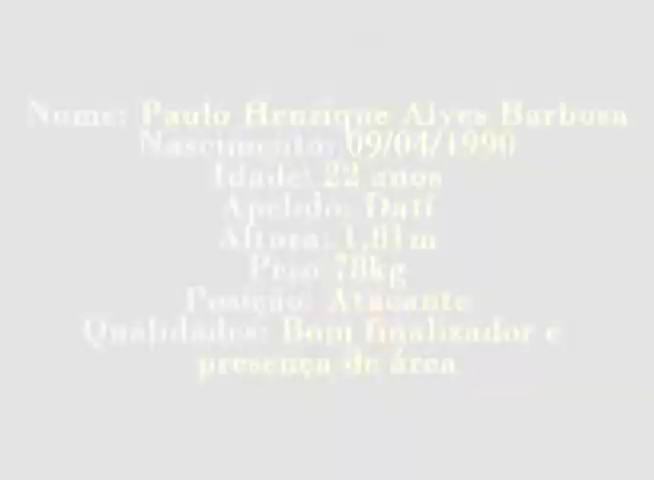 Nome: Paulo Henrique Alves Barbosa
Nascimento: 09/04/1990
Idade: 22 anos
Apelido: Dati
Altura: 1,81m
Peso 78kg
Posição: Atacante
Qualidades: Bom finalizador e
presença de área